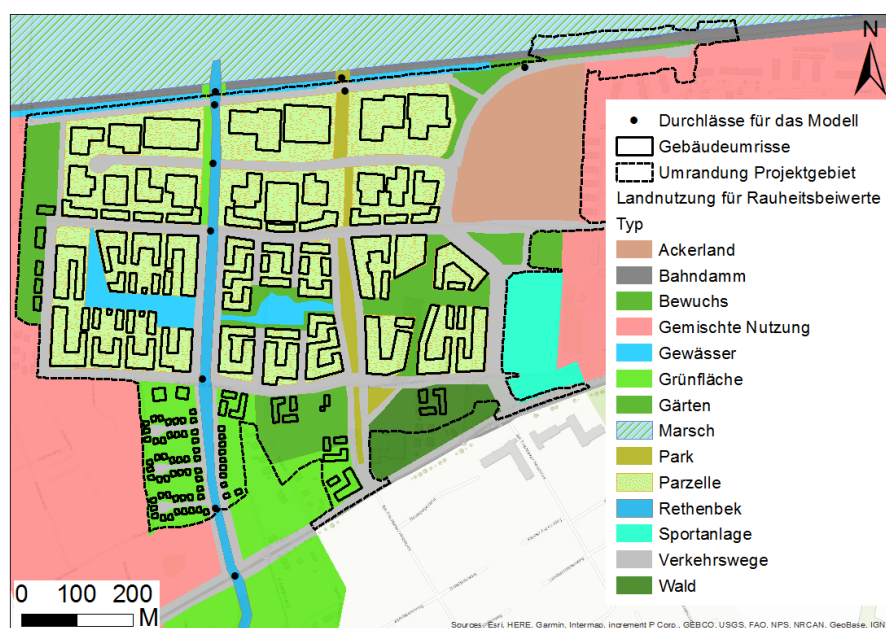 N
Durchlässe für das Modell
Gebäudeumrisse
Umrandung Projektgebiet
Landnutzung für Rauheitsbeiwerte
Typ
Ackerland
Bahndamm
Bewuchs
Gemischte Nutzung
Gewässer
Grünfläche
Gärten
Marsch
Park
Parzelle
Rethenbek
Sportanlage
Verkehrswege
Wald
0 100 200
M
Sources: Esri, HERE, Garmin, Intermap, increment P Corp., GEBCO, USGS, FAO, NPS, NRCAN, GeoBase, IGN